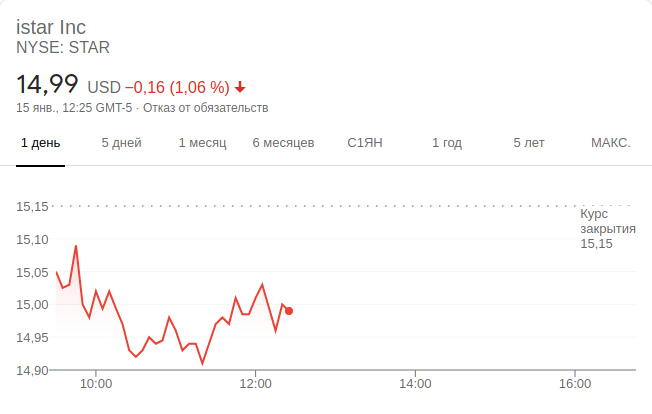 istar Inc
NYSE: STAR
14,99 USD −0,16 (1,06 %)
15 янв., 12:25 GMT-5 · Отказ от обязательств
1 день 5 дней 1 месяц 6 месяцев С1ЯН 1 год 5 лет МАКС.
15,15
Курс
закрытия
15,15
15,10
15,05
15,00
14,95
14,90
10:00 12:00 14:00 16:00